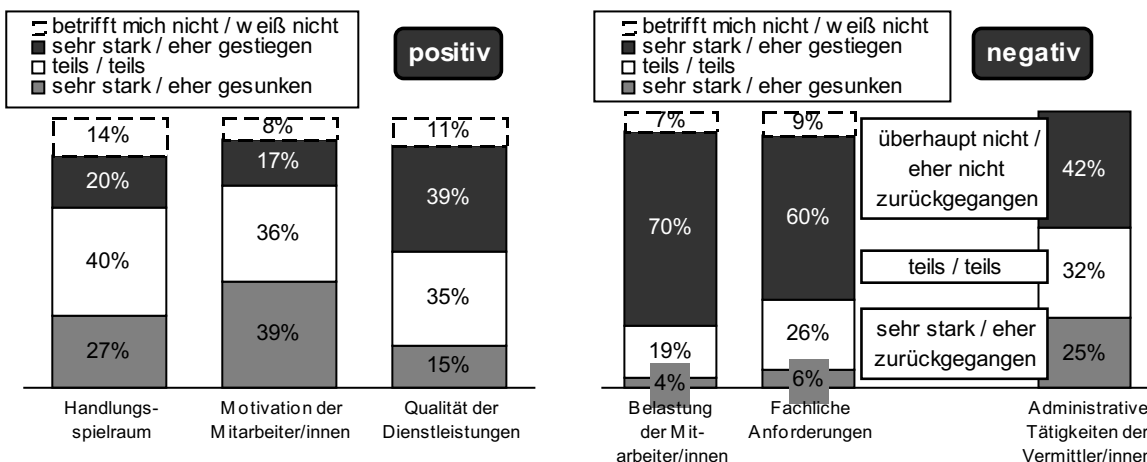 betrifft mich nicht / weiß nicht
sehr stark / eher gestiegen
teils / teils
sehr stark / eher gesunken
positiv
14%
20%
40%
27%
8%
17%
36%
39%
11%
39%
35%
15%
Handlungs-
spielraum
Motivation der
Mitarbeiter/innen
Qualität der
Dienstleistungen
betrifft mich nicht / weiß nicht
sehr stark / eher gestiegen
teils / teils
sehr stark / eher gesunken
negativ
7%
70%
19%
4%
9%
60%
26%
6%
überhaupt nicht /
eher nicht
zurückgegangen
teils / teils
sehr stark / eher
zurückgegangen
42%
32%
25%
Belastung
der Mit-
arbeiter/innen
Fachliche
Anforderungen
Administrative
Tätigkeiten der
Vermittler/innen